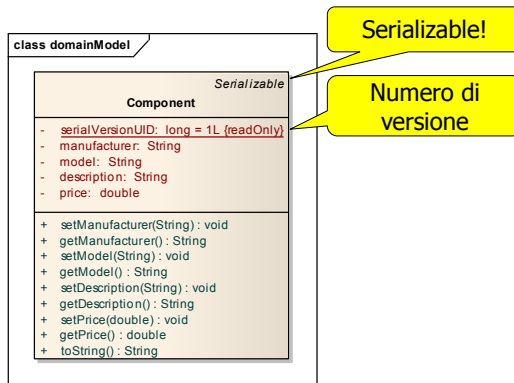 class domainModel
Serializable!
Serializable
Component
Numero di
versione
- serialVersionUID: long = 1L {readOnly}
- manufacturer: String
- model: String
- description: String
- price: double
+ setManufacturer(String) : void
+ getManufacturer() : String
+ setModel(String) : void
+ getModel() : String
+ setDescription(String) : void
+ getDescription() : String
+ setPrice(double) : void
+ getPrice() : double
+ toString() : String